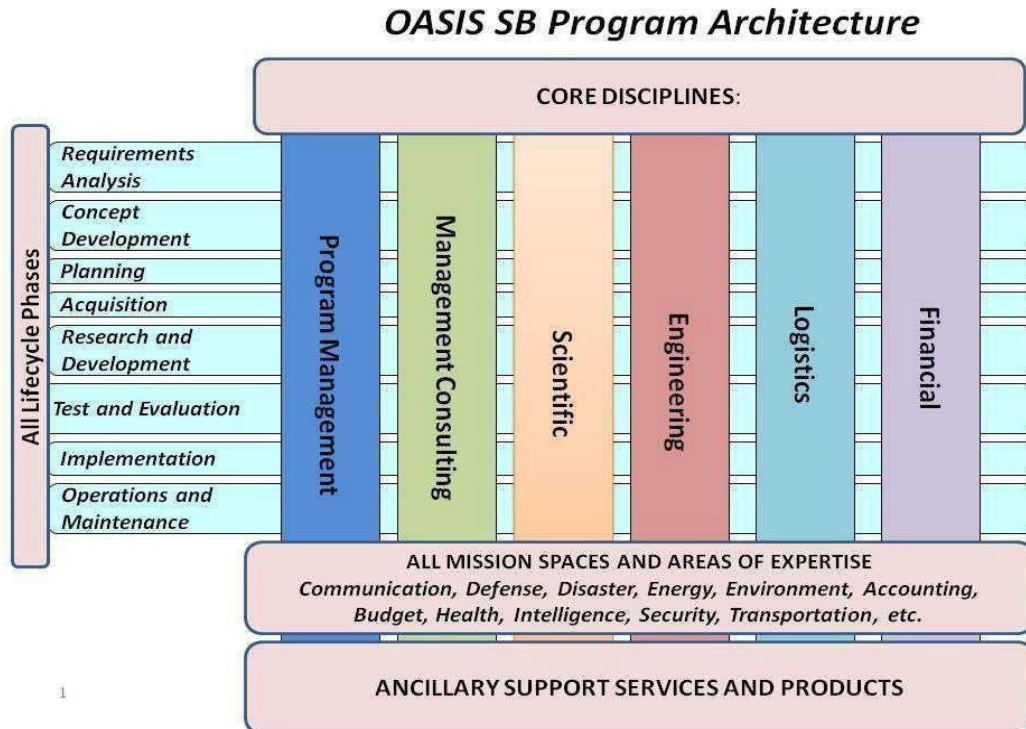 OASIS SB Program Architecture
CORE DISCIPLINES:
All Lifecycle Phases
Requirements
Analysis
Concept
Development
Planning
Acquisition
Research and
Development
Test and Evaluation
Implementation
Operations and
Maintenance
Program Management
Management Consulting
Scientific
Engineering
Logistics
Financial
ALL MISSION SPACES AND AREAS OF EXPERTISE
Communication, Defense, Disaster, Energy, Environment, Accounting,
Budget, Health, Intelligence, Security, Transportation, etc.
ANCILLARY SUPPORT SERVICES AND PRODUCTS
1